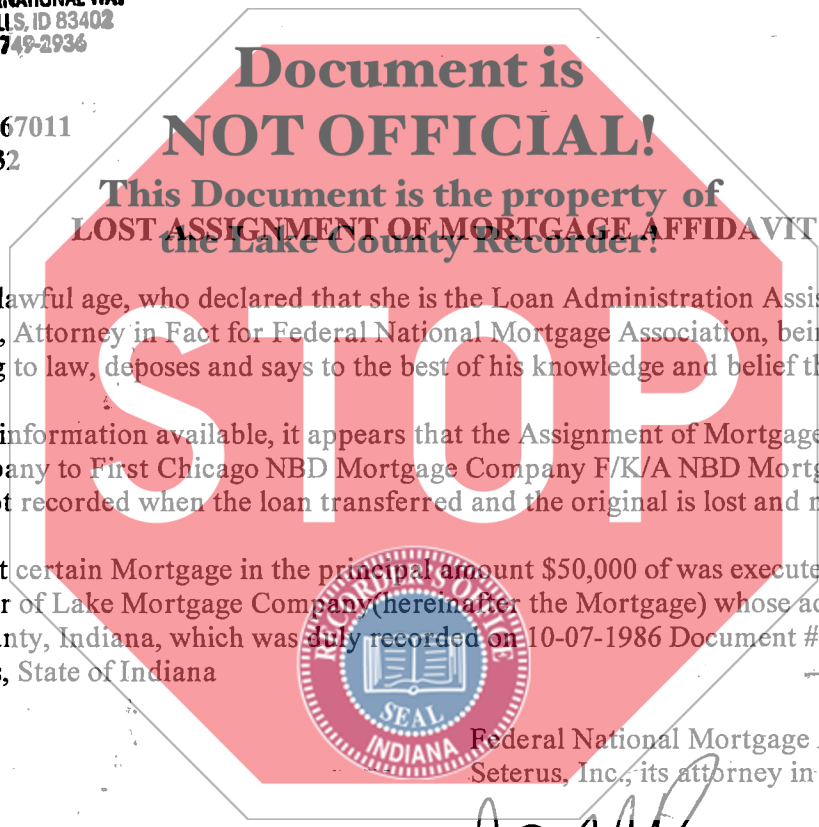 LLS, ID 83402
749-2936
Document is
67011
NOT OFFICIAL!
This Document is the property of
LOST ASSIGNMENT OF MORTGAGE AFFIDAVIT
the Lake County Recorder!
lawful age, who declared that she is the Loan Administration Assis
, Attorney in Fact for Federal National Mortgage Association, bein
g to law, deposes and says to the best of his knowledge and belief th
STOP
information available, it appears that the Assignment of Mortgage
pany to First Chicago NBD Mortgage Company F/K/A NBD Mortg
t recorded when the loan transferred and the original is lost and n
t certain Mortgage in the principal amount $50,000 of was execute
r of Lake Mortgage Company(hereinafter the Mortgage) whose ad
nty, Indiana, which was duly recorded on 10-07-1986 Document #
, State of Indiana
RECORDER'S OFFICE
SEAL
INDIANA
Federal National Mortgage
Seterus, Inc., its attorney in